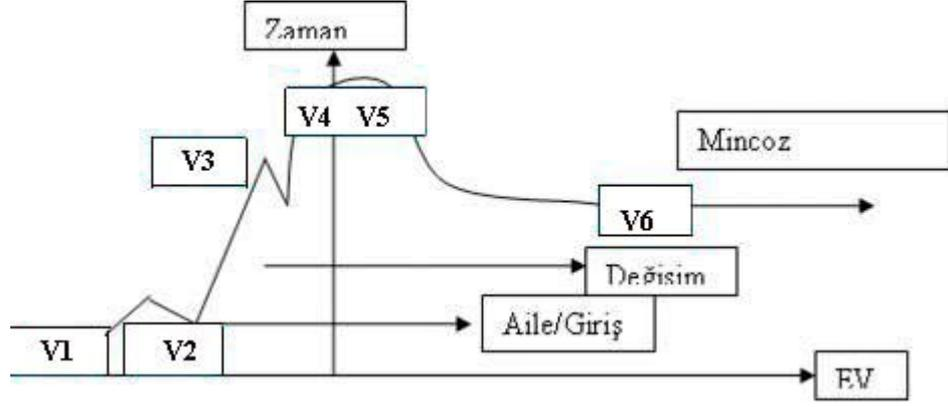 Zaman
V4 V5
Mincoz
V3
V6
Değişim
Aile/Giriş
V1
V2
EV